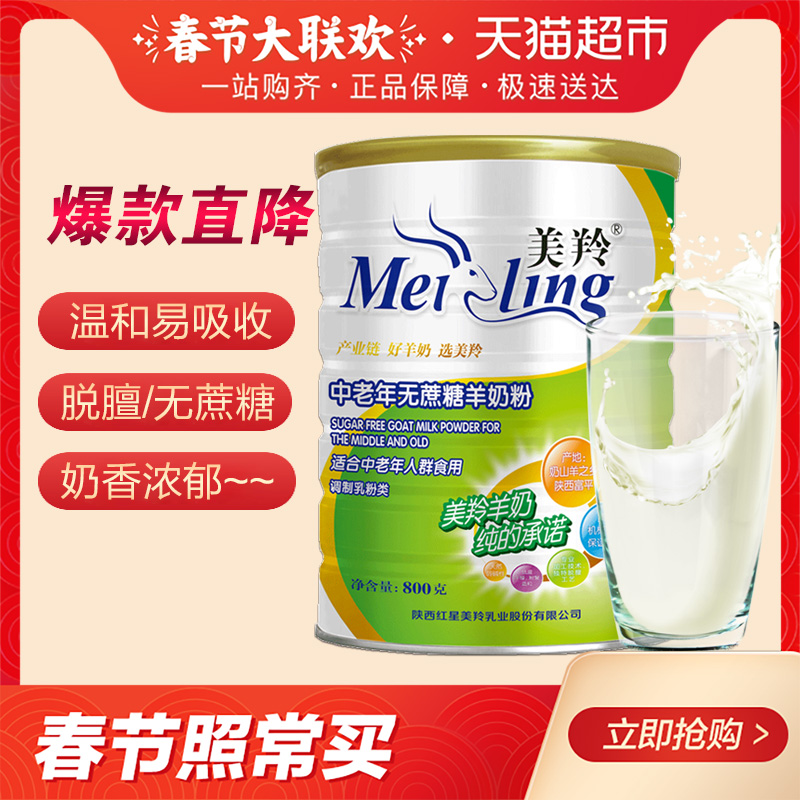 春节大联欢 · 天猫超市
一站购齐 · 正品保障 · 极速送达
爆款直降
温和易吸收
脱膻/无蔗糖
奶香浓郁~~
美羚®
Meiling
产业链 好羊奶 选美羚
中老年无蔗糖羊奶粉
SUGAR FREE GOAT MILK POWDER FOR
THE MIDDLE AND OLD
适合中老年人群食用
调制乳粉类
产地:
奶山羊之乡
陕西富平
美羚羊奶
纯的承诺
净含量:800克
陕西红星美羚乳业股份有限公司
春节照常买
立即抢购 >